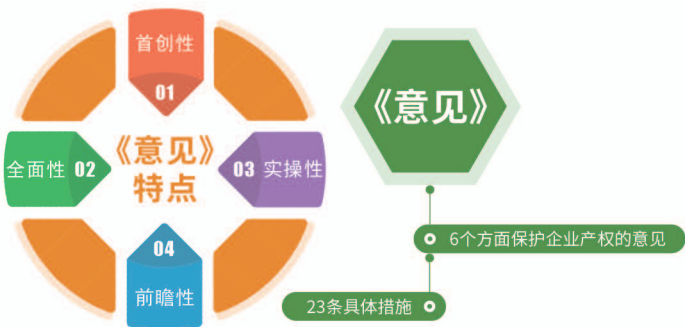 首创性
01
全面性 02
《意见》
特点
03 实操性
04
前瞻性
《意见》
6个方面保护企业产权的意见
23条具体措施